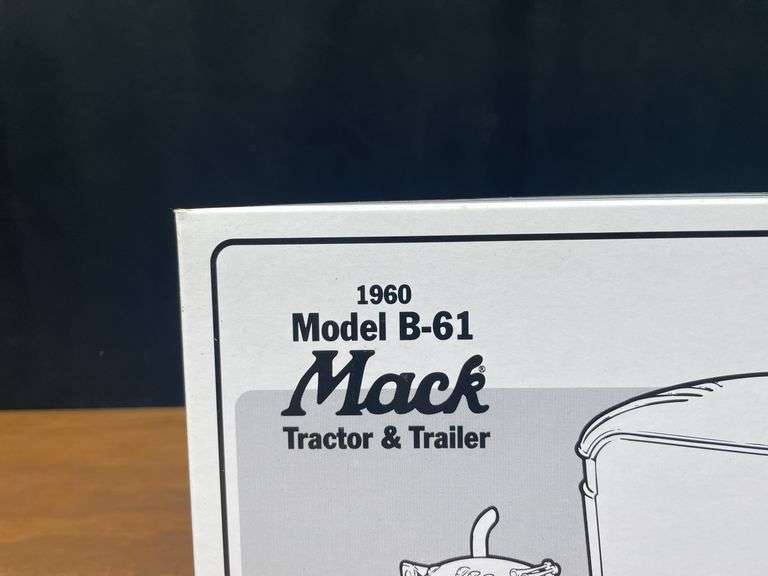 1960
Model B-61
Mack®
Tractor & Trailer